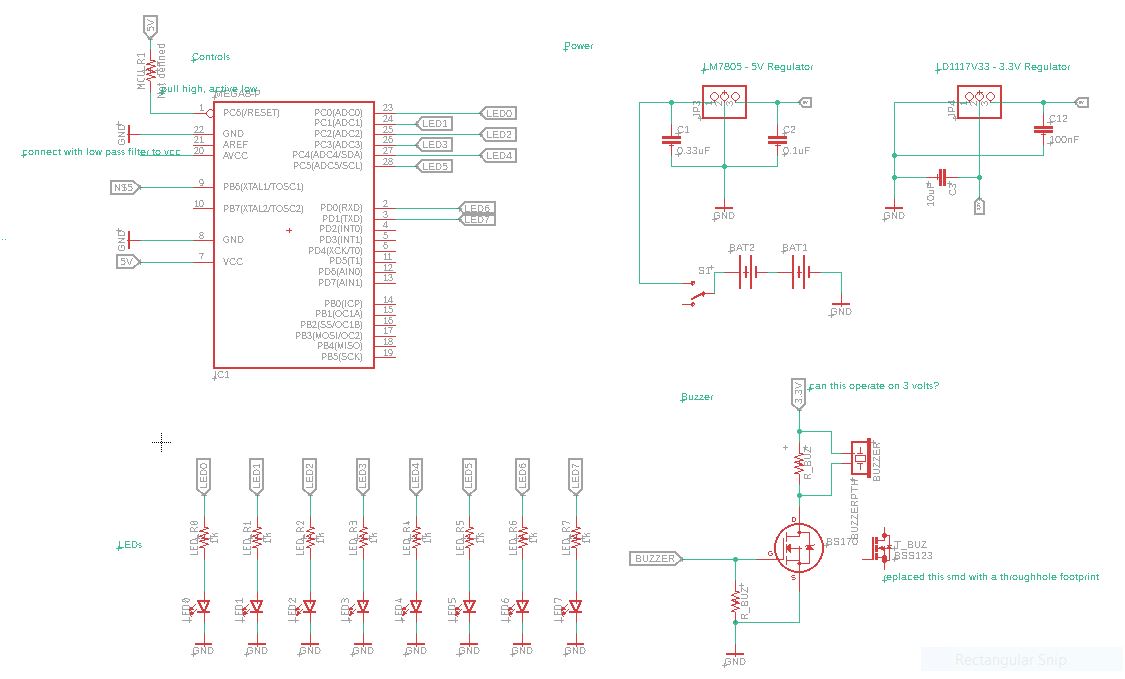 5V
MCU_R1
Not defined
Controls
pull high, active low
MEGA8-P
1 PC6(/RESET) PC0(ADC0) 23 LED0
PC1(ADC1) 24 LED1
GND 22 GND PC2(ADC2) 25 LED2
21 AREF PC3(ADC3) 26 LED3
connect with low pass filter to vcc 20 AVCC PC4(ADC4/SDA) 27 LED4
PC5(ADC5/SCL) 28 LED5
N$5 9 PB6(XTAL1/TOSC1)
10 PB7(XTAL2/TOSC2) PD0(RXD) 2 LED6
PD1(TXD) 3 LED7
PD2(INT0) 4
GND 8 GND PD3(INT1) 5
PD4(XCK/T0) 6
5V 7 VCC PD5(T1) 11
PD6(AIN0) 12
PD7(AIN1) 13
PB0(ICP) 14
PB1(OC1A) 15
PB2(SS/OC1B) 16
PB3(MOSI/OC2) 17
PB4(MISO) 18
PB5(SCK) 19
IC1
Power
LM7805 - 5V Regulator
JP3
1 2 3
C1
0.33uF
C2
0.1uF
GND
LD1117V33 - 3.3V Regulator
JP4
1 2 3
C12
100nF
10uF
C3
GND
S1
BAT2
BAT1
GND
Buzzer
3.3V
can this operate on 3 volts?
R_BUZ
BUZZER
BUZZERPTH
D
G
S
BS170
T_BUZ
BSS123
replaced this smd with a throughhole footprint
BUZZER
R_BUZ
GND
LEDs
LED0 LED1 LED2 LED3 LED4 LED5 LED6 LED7
LED_R0 LED_R1 LED_R2 LED_R3 LED_R4 LED_R5 LED_R6 LED_R7
1k 1k 1k 1k 1k 1k 1k 1k
LED0 LED1 LED2 LED3 LED4 LED5 LED6 LED7
GND GND GND GND GND GND GND GND
Rectangular Snip